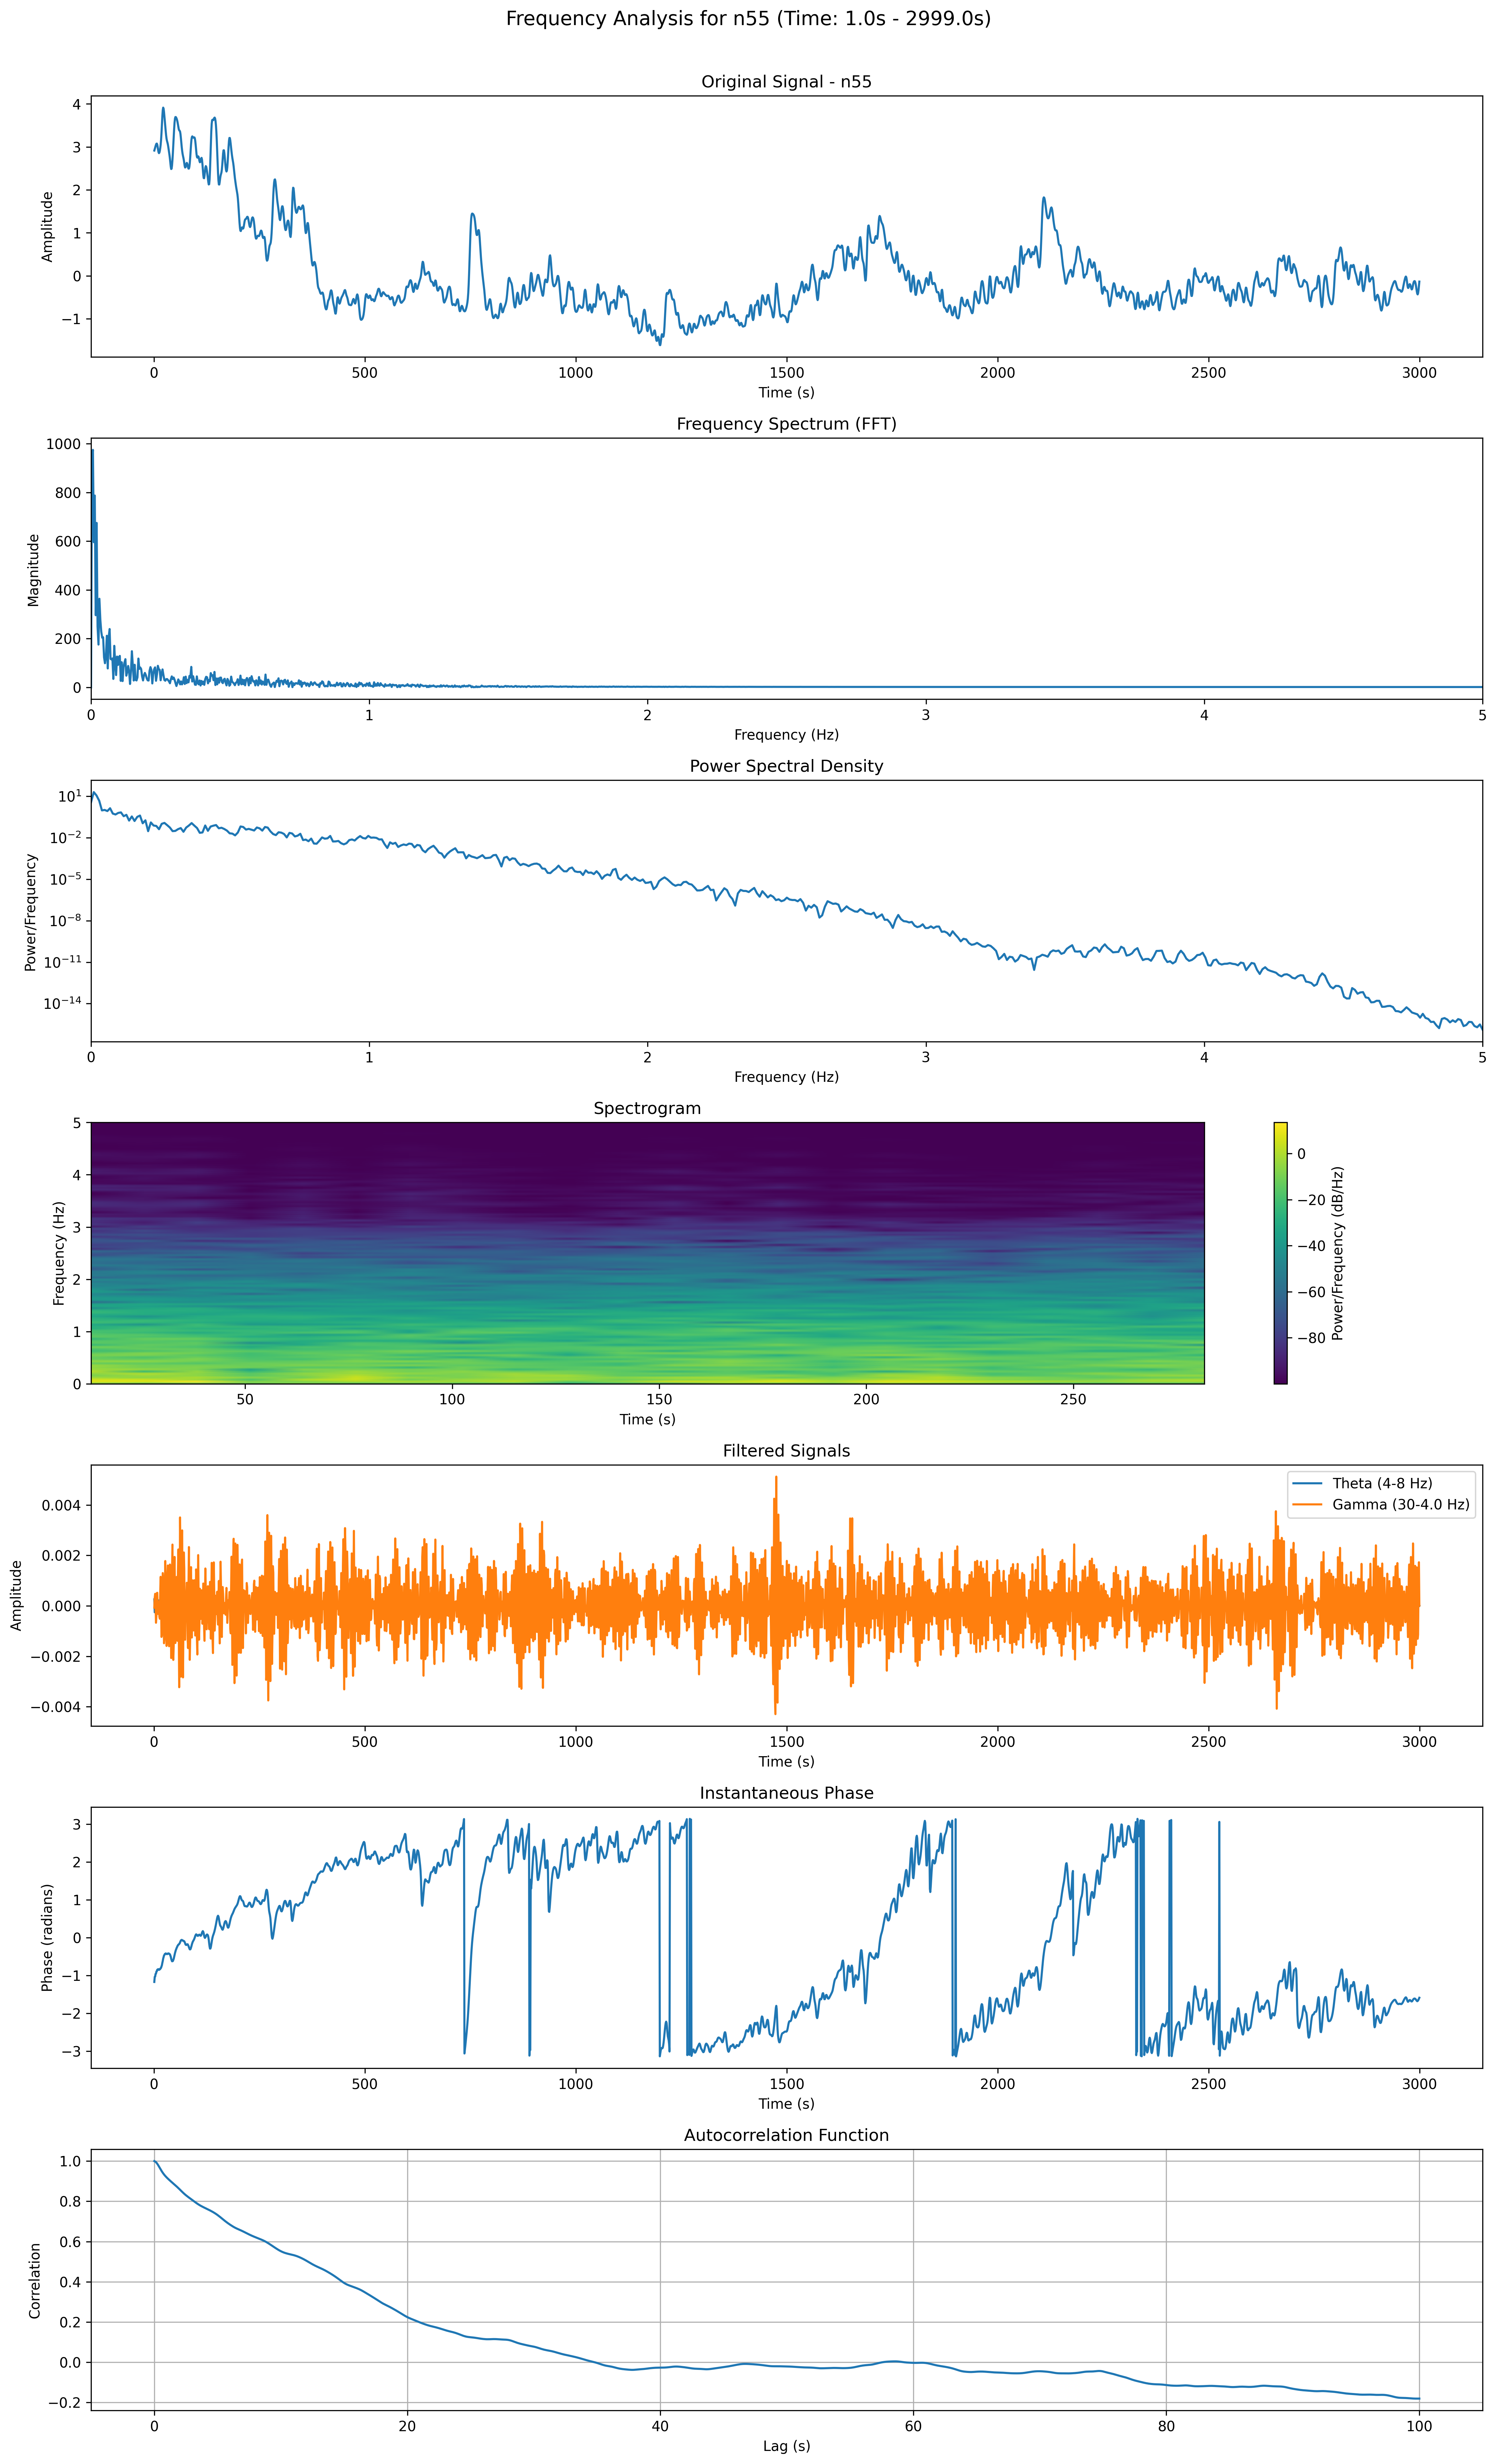 Frequency Analysis for n55 (Time: 1.0s - 2999.0s)
Original Signal - n55
Amplitude
4
3
2
1
0
−1
0 500 1000 1500 2000 2500 3000
Time (s)
Frequency Spectrum (FFT)
Magnitude
1000
800
600
400
200
0
0 1 2 3 4 5
Frequency (Hz)
Power Spectral Density
Power/Frequency
10¹
10⁻²
10⁻⁵
10⁻⁸
10⁻¹¹
10⁻¹⁴
0 1 2 3 4 5
Frequency (Hz)
Spectrogram
Frequency (Hz)
5
4
3
2
1
0
50 100 150 200 250
Time (s)
0
−20
−40
−60
−80
Power/Frequency (dB/Hz)
Filtered Signals
Theta (4-8 Hz)
Gamma (30-4.0 Hz)
Amplitude
0.004
0.002
0.000
−0.002
−0.004
0 500 1000 1500 2000 2500 3000
Time (s)
Instantaneous Phase
Phase (radians)
3
2
1
0
−1
−2
−3
0 500 1000 1500 2000 2500 3000
Time (s)
Autocorrelation Function
Correlation
1.0
0.8
0.6
0.4
0.2
0.0
−0.2
0 20 40 60 80 100
Lag (s)